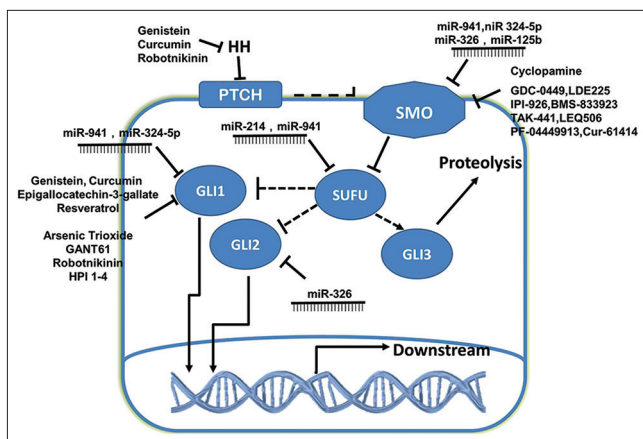 Genistein
Curcumin
Robotnikinin
HH
miR-941,niR 324-5p
miR-326 , miR-125b
PTCH
SMO
Cyclopamine
GDC-0449,LDE225
IPI-926,BMS-833923
TAK-441,LEQ506
PF-04449913,Cur-61414
miR-941 , miR-324-5p
miR-214 , miR-941
Proteolysis
Genistein, Curcumin
Epigallocatechin-3-gallate
Resveratrol
GLI1
SUFU
Arsenic Trioxide
GANT61
Robotnikinin
HPI 1-4
GLI2
GLI3
miR-326
Downstream